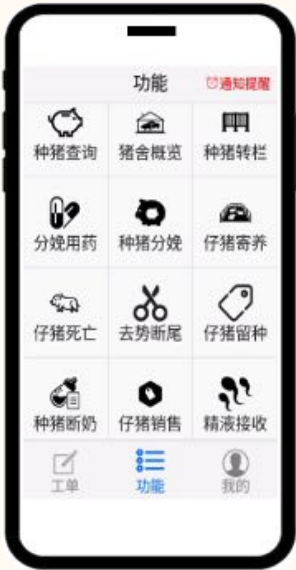 功能 通知提醒
种猪查询 猪舍概览 种猪转栏
分娩用药 种猪分娩 仔猪寄养
仔猪死亡 去势断尾 仔猪留种
种猪断奶 仔猪销售 精液接收
工单 功能 我的